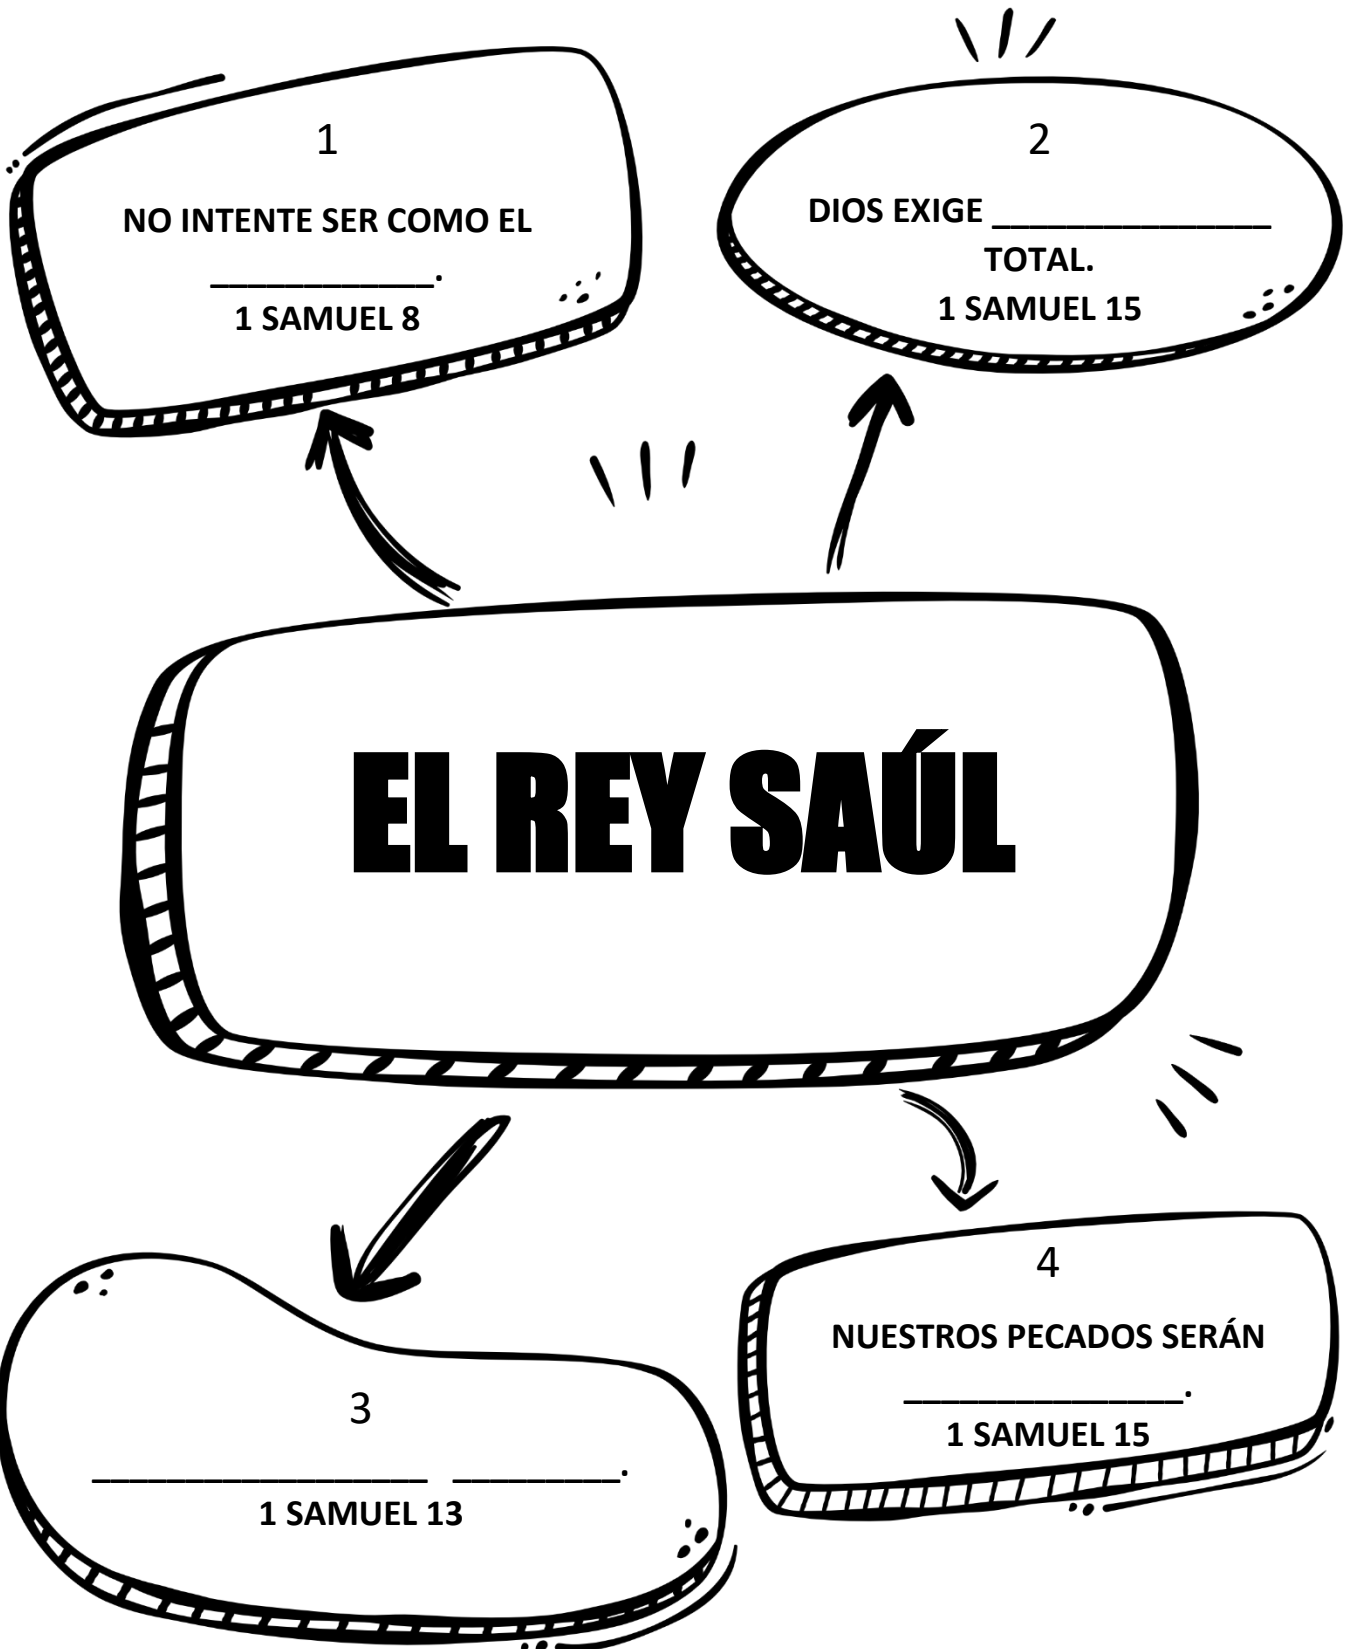 1
NO INTENTE SER COMO EL
____________.
1 SAMUEL 8
2
DIOS EXIGE _______________
TOTAL.
1 SAMUEL 15
EL REY SAÚL
3
__________________ _________.
1 SAMUEL 13
4
NUESTROS PECADOS SERÁN
_______________.
1 SAMUEL 15